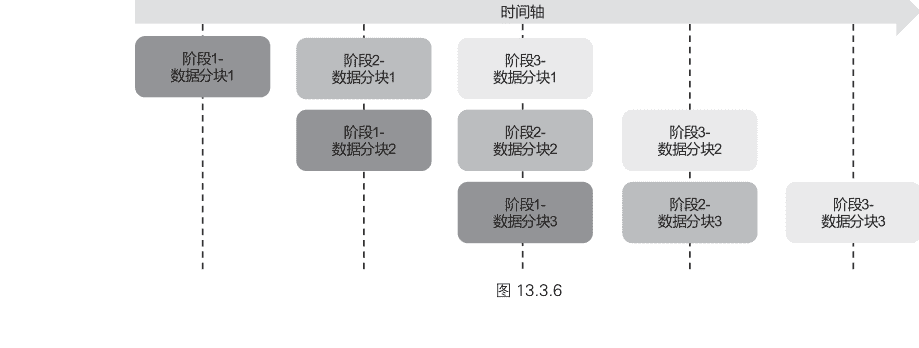 时间轴
阶段1-
数据分块1
阶段2-
数据分块1
阶段3-
数据分块1
阶段1-
数据分块2
阶段2-
数据分块2
阶段3-
数据分块2
阶段1-
数据分块3
阶段2-
数据分块3
阶段3-
数据分块3
图 13.3.6